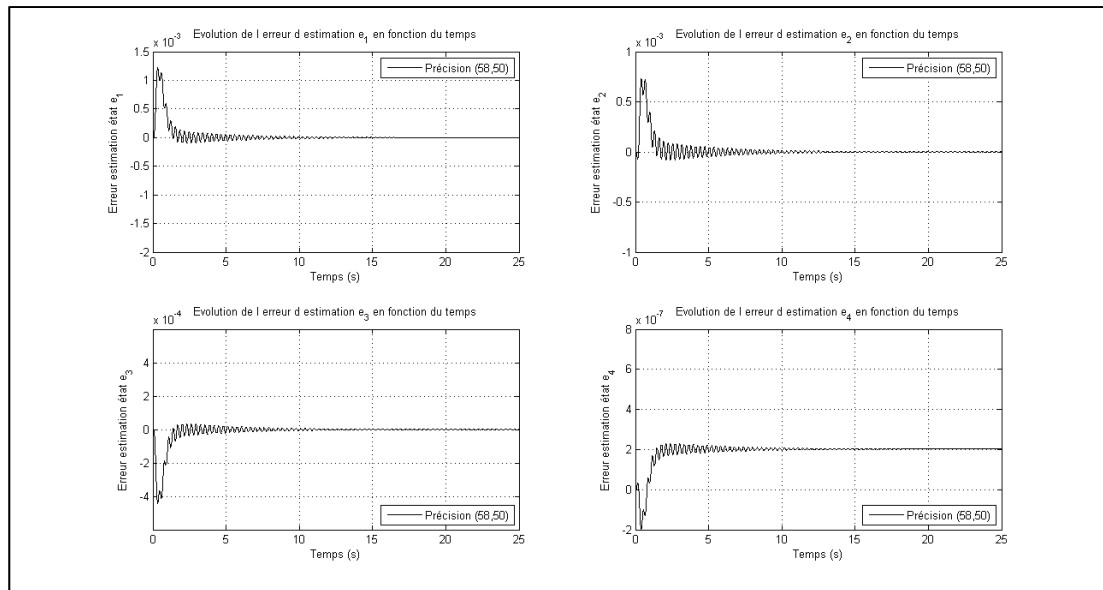 Evolution de l erreur d estimation e1 en fonction du temps
x 10-3
Précision (58,50)
Erreur estimation état e1
1.5
1
0.5
0
-0.5
-1
-1.5
-2
0 5 10 15 20 25
Temps (s)
Evolution de l erreur d estimation e2 en fonction du temps
x 10-3
Précision (58,50)
Erreur estimation état e2
1
0.5
0
-0.5
-1
0 5 10 15 20 25
Temps (s)
Evolution de l erreur d estimation e3 en fonction du temps
x 10-4
Erreur estimation état e3
4
2
0
-2
-4
Précision (58,50)
0 5 10 15 20 25
Temps (s)
Evolution de l erreur d estimation e4 en fonction du temps
x 10-7
Erreur estimation état e4
8
6
4
2
0
-2
Précision (58,50)
0 5 10 15 20 25
Temps (s)